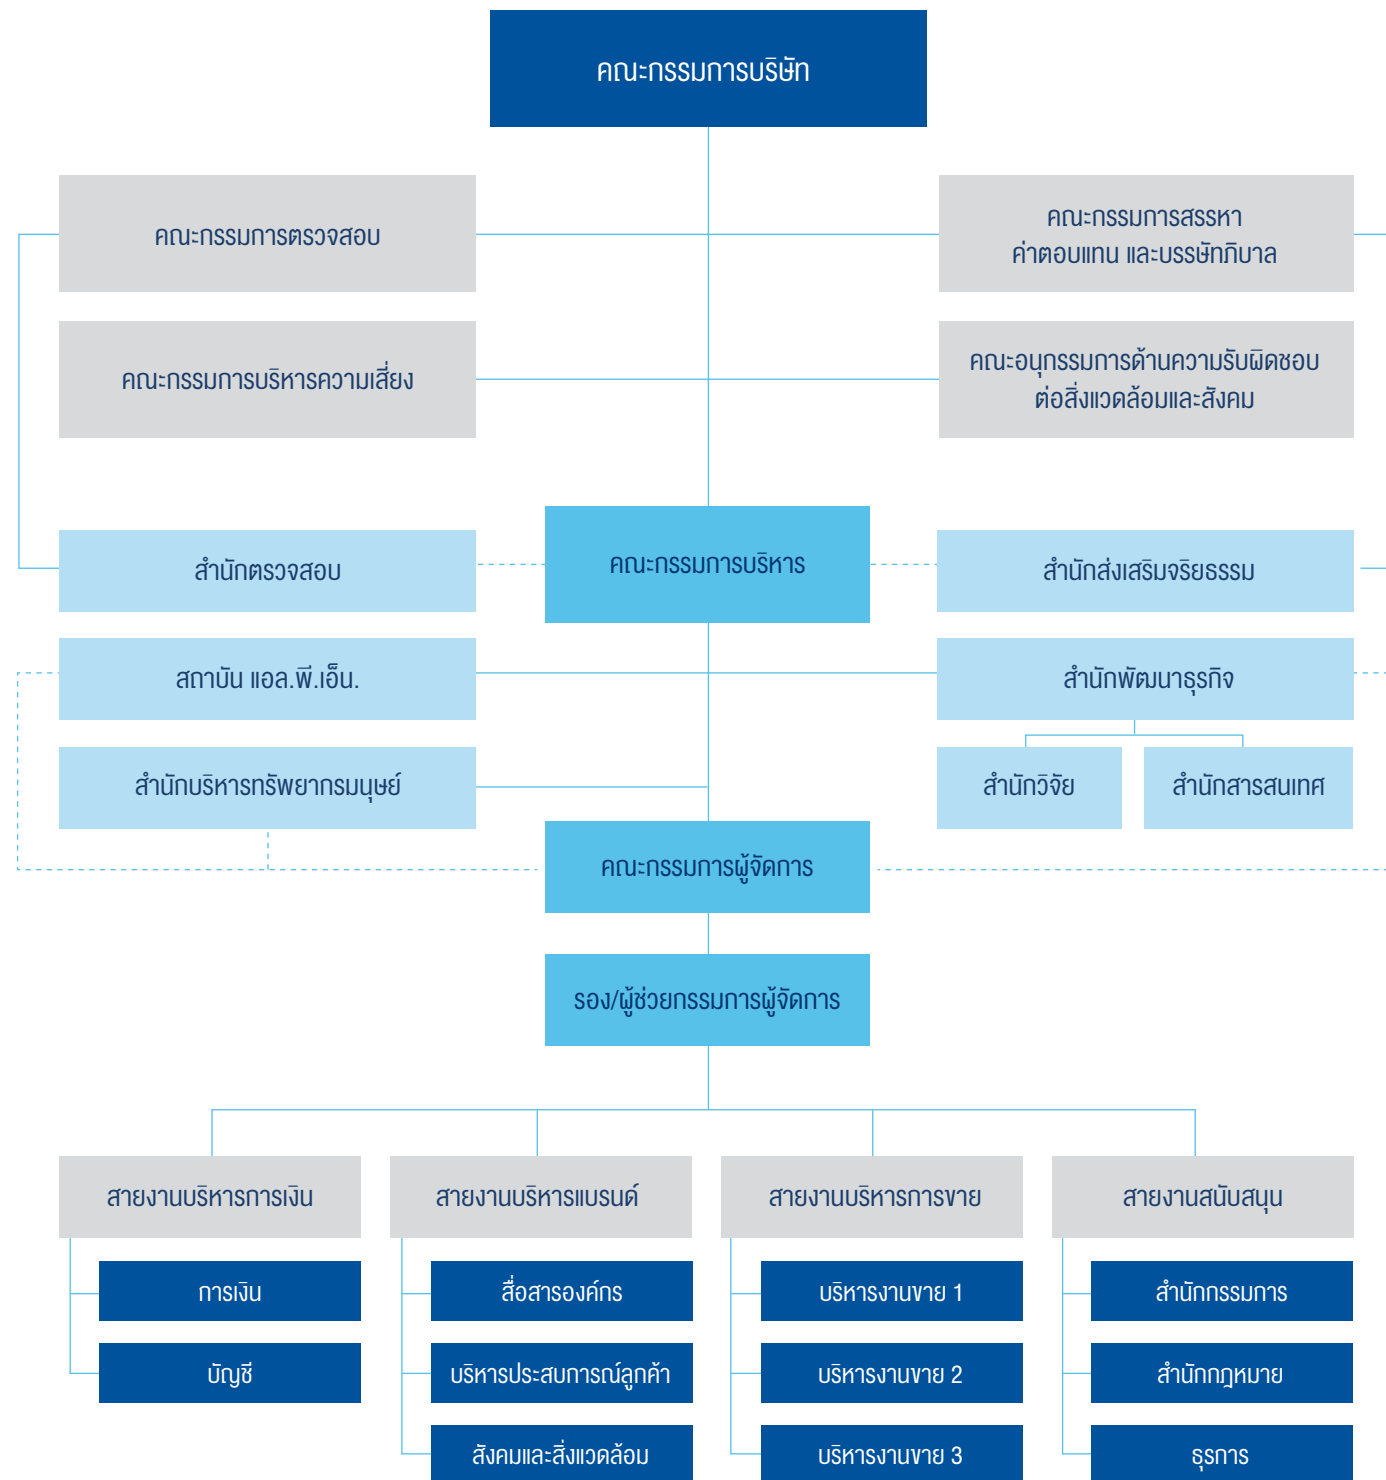 คณะกรรมการบริษัท
คณะกรรมการตรวจสอบ
คณะกรรมการสรรหา
ค่าตอบแทน และบรรษัทภิบาล
คณะกรรมการบริหารความเสี่ยง
คณะอนุกรรมการด้านความรับผิดชอบ
ต่อสิ่งแวดล้อมและสังคม
สำนักตรวจสอบ
คณะกรรมการบริหาร
สำนักส่งเสริมจริยธรรม
สถาบัน แอล.พี.เอ็น.
สำนักพัฒนาธุรกิจ
สำนักบริหารทรัพยากรมนุษย์
สำนักวิจัย
สำนักสารสนเทศ
คณะกรรมการผู้จัดการ
รอง/ผู้ช่วยกรรมการผู้จัดการ
สายงานบริหารการเงิน
สายงานบริหารแบรนด์
สายงานบริหารการขาย
สายงานสนับสนุน
การเงิน
สื่อสารองค์กร
บริหารงานขาย 1
สำนักกรรมการ
บัญชี
บริหารประสบการณ์ลูกค้า
บริหารงานขาย 2
สำนักกฎหมาย
สังคมและสิ่งแวดล้อม
บริหารงานขาย 3
ธุรการ